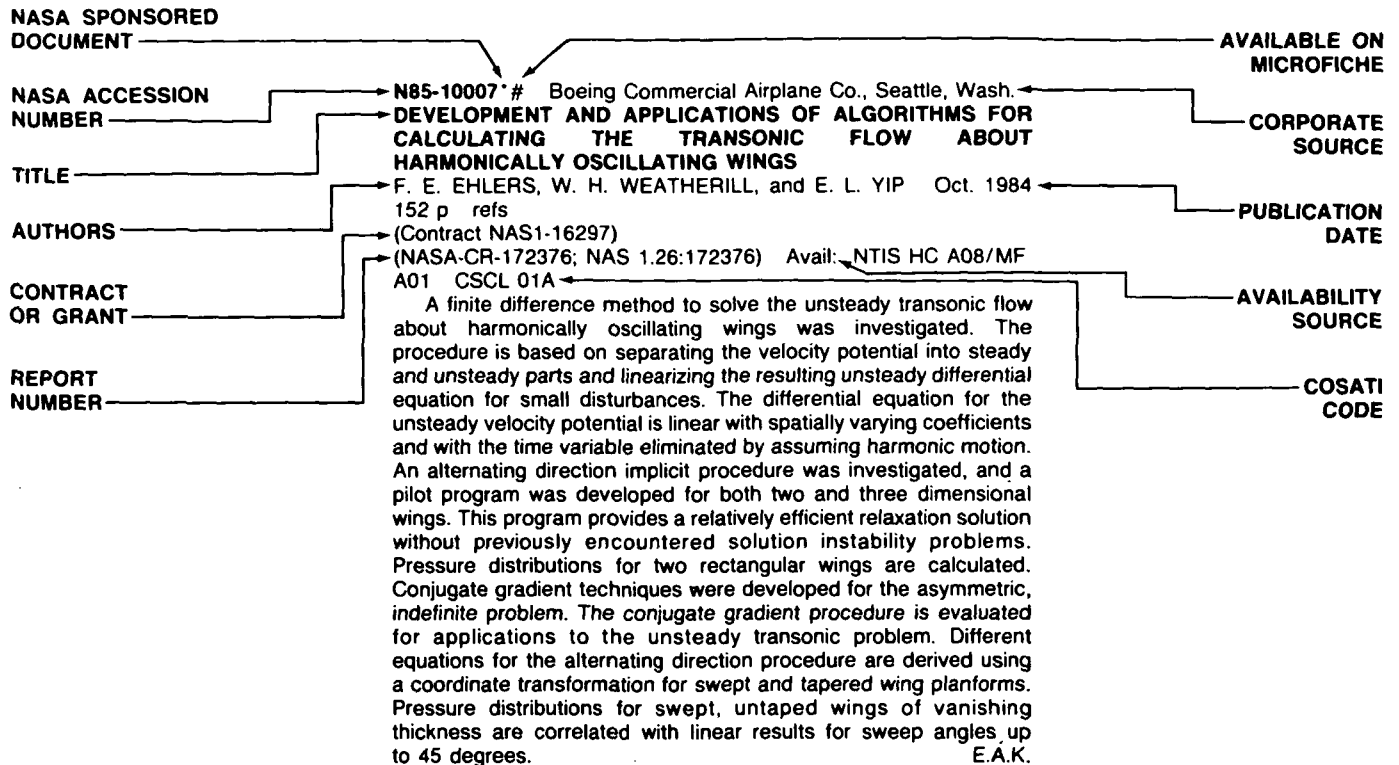 NASA SPONSORED
DOCUMENT
NASA ACCESSION
NUMBER
TITLE
AUTHORS
CONTRACT
OR GRANT
REPORT
NUMBER
N85-10007*# Boeing Commercial Airplane Co., Seattle, Wash.
DEVELOPMENT AND APPLICATIONS OF ALGORITHMS FOR
CALCULATING THE TRANSONIC FLOW ABOUT
HARMONICALLY OSCILLATING WINGS
F. E. EHLERS, W. H. WEATHERILL, and E. L. YIP Oct. 1984
152 p refs
(Contract NAS1-16297)
(NASA-CR-172376; NAS 1.26:172376) Avail: NTIS HC A08/MF
A01 CSCL 01A
A finite difference method to solve the unsteady transonic flow
about harmonically oscillating wings was investigated. The
procedure is based on separating the velocity potential into steady
and unsteady parts and linearizing the resulting unsteady differential
equation for small disturbances. The differential equation for the
unsteady velocity potential is linear with spatially varying coefficients
and with the time variable eliminated by assuming harmonic motion.
An alternating direction implicit procedure was investigated, and a
pilot program was developed for both two and three dimensional
wings. This program provides a relatively efficient relaxation solution
without previously encountered solution instability problems.
Pressure distributions for two rectangular wings are calculated.
Conjugate gradient techniques were developed for the asymmetric,
indefinite problem. The conjugate gradient procedure is evaluated
for applications to the unsteady transonic problem. Different
equations for the alternating direction procedure are derived using
a coordinate transformation for swept and tapered wing planforms.
Pressure distributions for swept, untaped wings of vanishing
thickness are correlated with linear results for sweep angles up
to 45 degrees. E.A.K.
AVAILABLE ON
MICROFICHE
CORPORATE
SOURCE
PUBLICATION
DATE
AVAILABILITY
SOURCE
COSATI
CODE